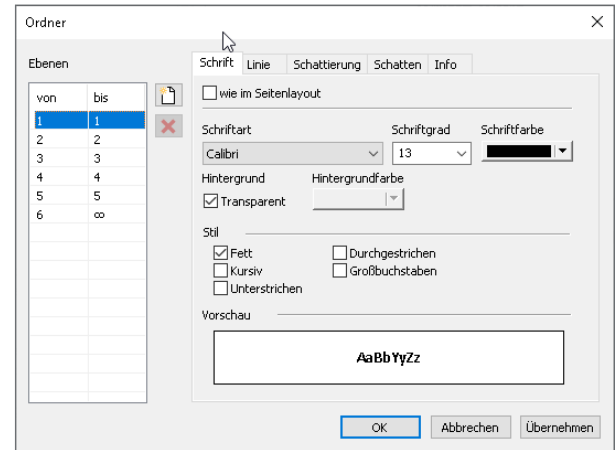 Ordner
Ebenen
von bis
1 1
2 2
3 3
4 4
5 5
6 ∞
Schrift Linie Schattierung Schatten Info
wie im Seitenlayout
Schriftart Schriftgrad Schriftfarbe
Calibri 13
Hintergrund Hintergrundfarbe
Transparent
Stil
Fett Durchgestrichen
Kursiv Großbuchstaben
Unterstrichen
Vorschau
AaBbYyZz
OK Abbrechen Übernehmen